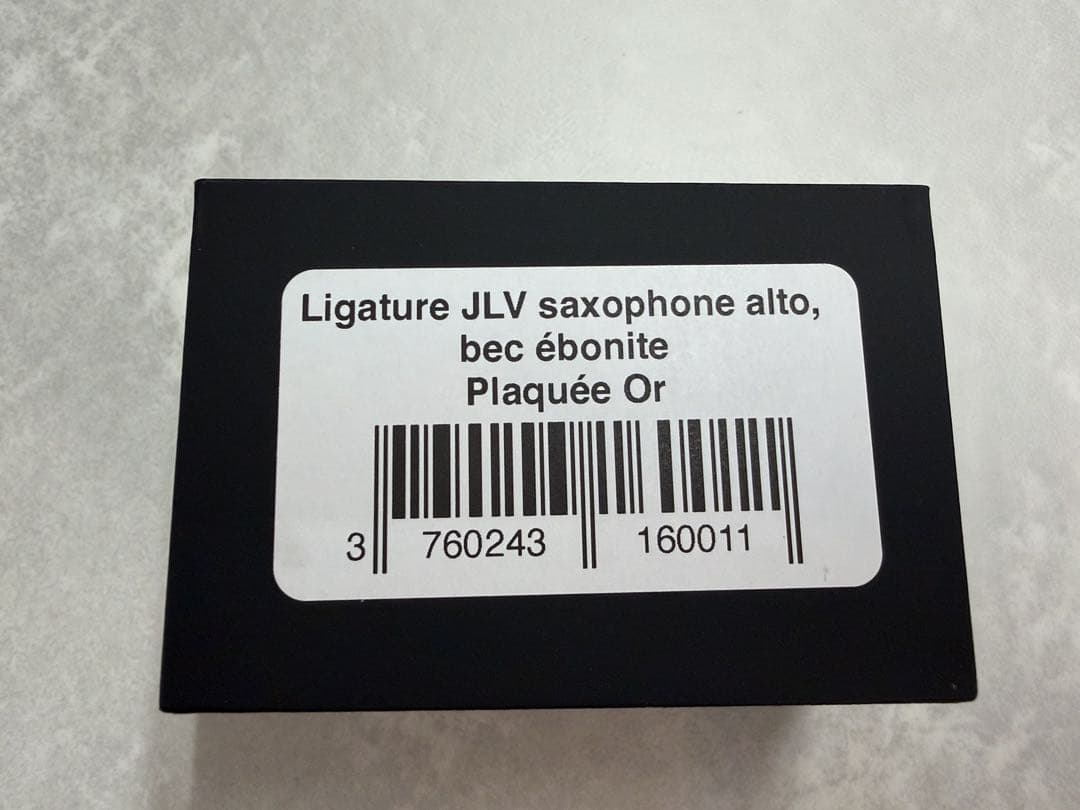 Ligature JLV saxophone alto,
bec ébonite
Plaquée Or
3 760243 160011